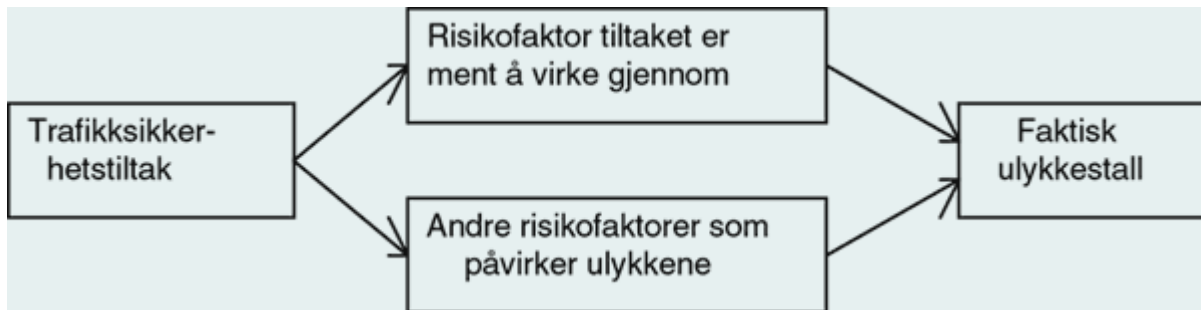 Risikofaktor tiltaket er
ment å virke gjennom
Trafikksikker-
hetstiltak
Faktisk
ulykkestall
Andre risikofaktorer som
påvirker ulykkene